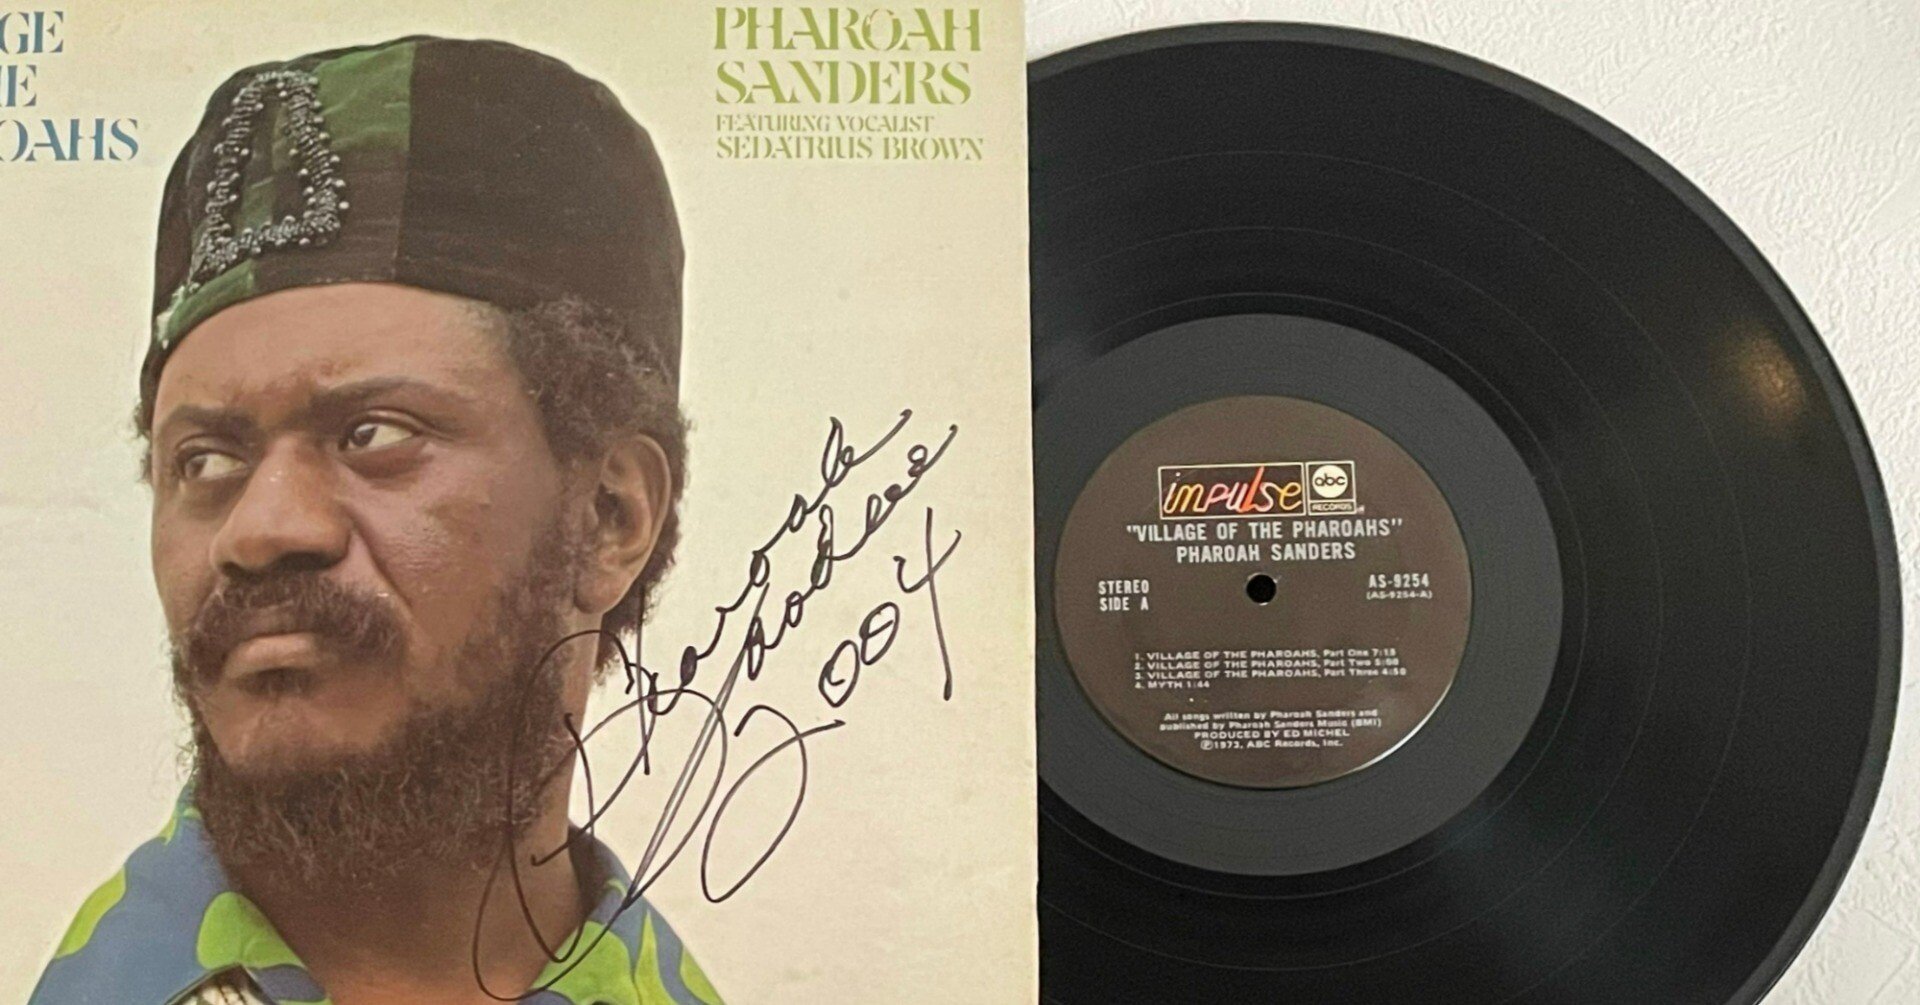 GE
E
OAHS
PHAROAH
SANDERS
FEATURING VOCALIST
SEDATRIUS BROWN
Pharoah
Sanders
2004
impulse
abc
RECORDS
"VILLAGE OF THE PHAROAHS"
PHAROAH SANDERS
STEREO
SIDE A
AS-9254
(AS-9254-A)
1. VILLAGE OF THE PHAROAHS, Part One 7:15
2. VILLAGE OF THE PHAROAHS, Part Two 5:00
3. VILLAGE OF THE PHAROAHS, Part Three 4:50
4. MYTH 1:44
All songs written by Pharoah Sanders and
published by Pharoah Sanders Music (BMI)
PRODUCED BY ED MICHEL
℗1973, ABC Records, Inc.